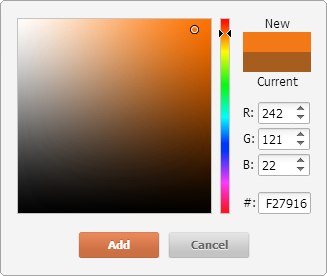 New
Current
R: 242
G: 121
B: 22
#: F27916
Add Cancel